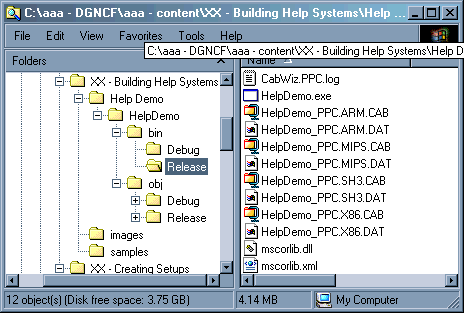 C:\aaa - DGNCF\aaa - content\XX - Building Help Systems\Help ...
File Edit View Favorites Tools Help
C:\aaa - DGNCF\aaa - content\XX - Building Help Systems\Help D
Folders
Name
XX - Building Help Systems
Help Demo
HelpDemo
bin
Debug
Release
obj
Debug
Release
images
samples
XX - Creating Setups
CabWiz.PPC.log
HelpDemo.exe
HelpDemo_PPC.ARM.CAB
HelpDemo_PPC.ARM.DAT
HelpDemo_PPC.MIPS.CAB
HelpDemo_PPC.MIPS.DAT
HelpDemo_PPC.SH3.CAB
HelpDemo_PPC.SH3.DAT
HelpDemo_PPC.X86.CAB
HelpDemo_PPC.X86.DAT
mscorlib.dll
mscorlib.xml
12 object(s) (Disk free space: 3.75 GB) 4.14 MB My Computer